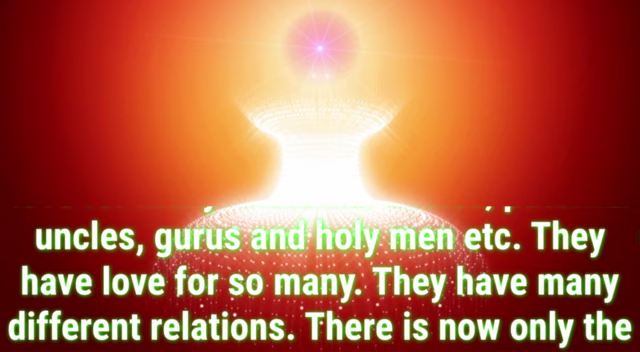 uncles, gurus and holy men etc. They
have love for so many. They have many
different relations. There is now only the